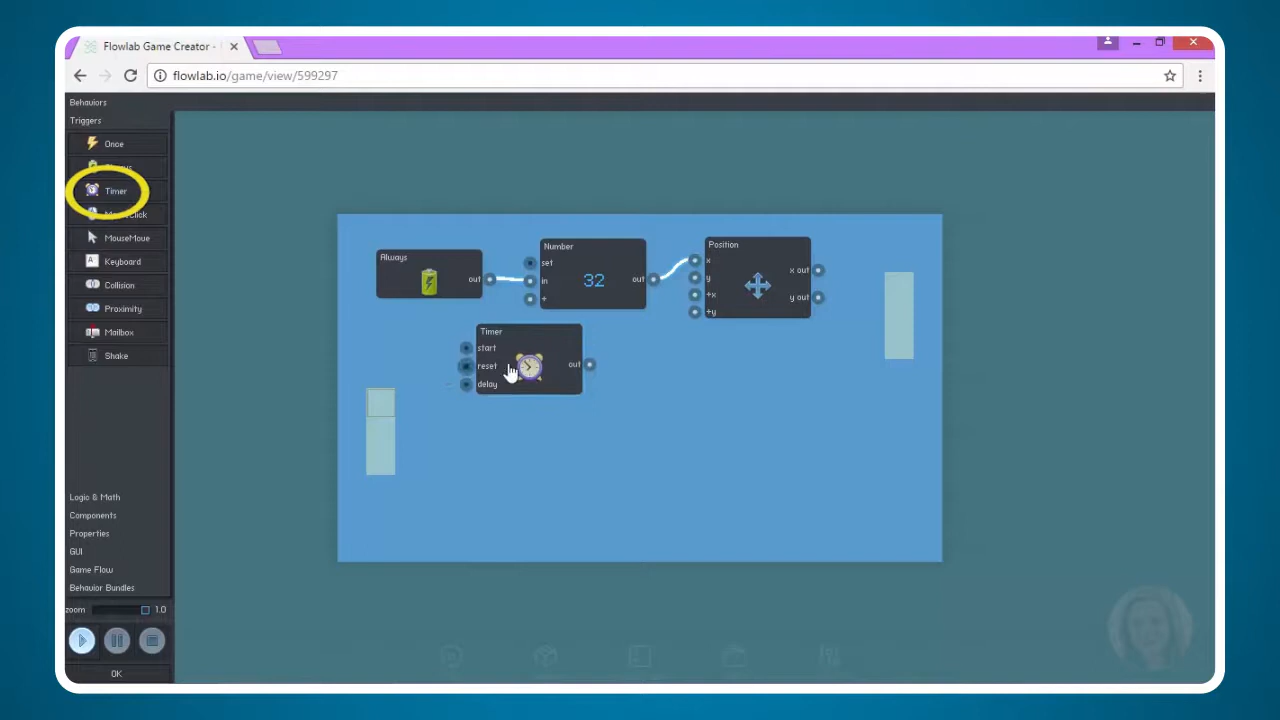 Flowlab Game Creator -
flowlab.io/game/view/599297
Behaviors
Triggers
Once
Timer
MouseClick
MouseMove
Keyboard
Collision
Proximity
Mailbox
Shake
Logic & Math
Components
Properties
GUI
Game Flow
Behavior Bundles
zoom 1.0
OK
Always
out
Number
set
in
+
32
out
Position
x
y
+x
+y
x out
y out
Timer
start
reset
delay
out